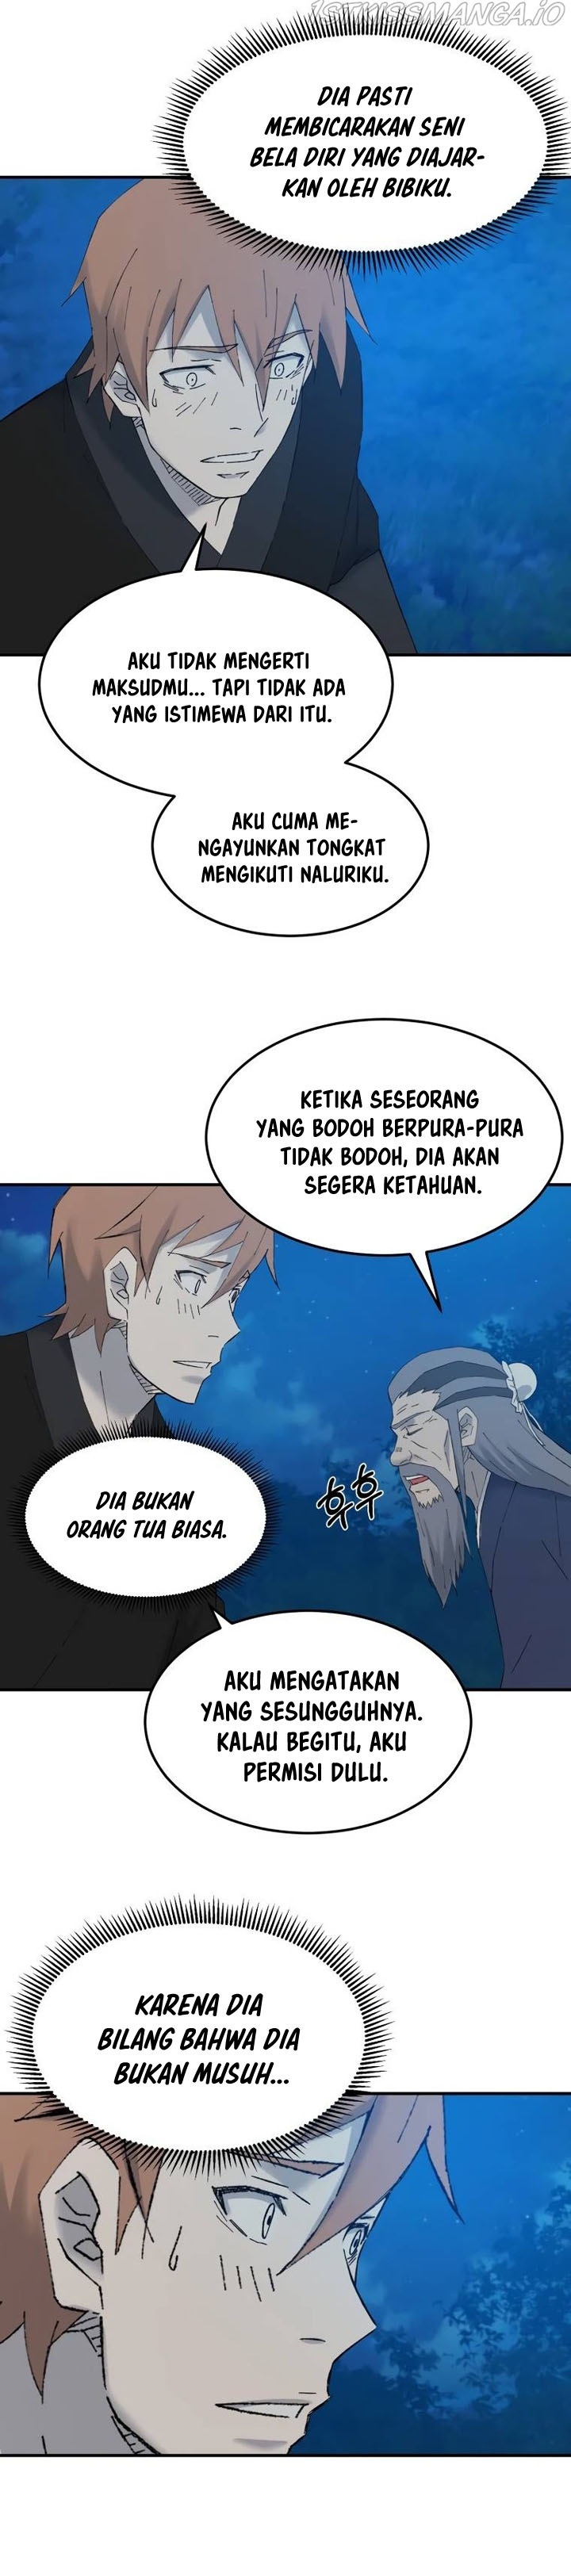 1STKISSMANGA.IO
DIA PASTI
MEMBICARAKAN SENI
BELA DIRI YANG DIAJAR-
KAN OLEH BIBIKU.
AKU TIDAK MENGERTI
MAKSUDMU... TAPI TIDAK ADA
YANG ISTIMEWA DARI ITU.
AKU CUMA ME-
NGAYUNKAN TONGKAT
MENGIKUTI NALURIKU.
KETIKA SESEORANG
YANG BODOH BERPURA-PURA
TIDAK BODOH, DIA AKAN
SEGERA KETAHUAN.
후후
DIA BUKAN
ORANG TUA BIASA.
AKU MENGATAKAN
YANG SESUNGGUHNYA.
KALAU BEGITU, AKU
PERMISI DULU.
KARENA DIA
BILANG BAHWA DIA
BUKAN MUSUH...